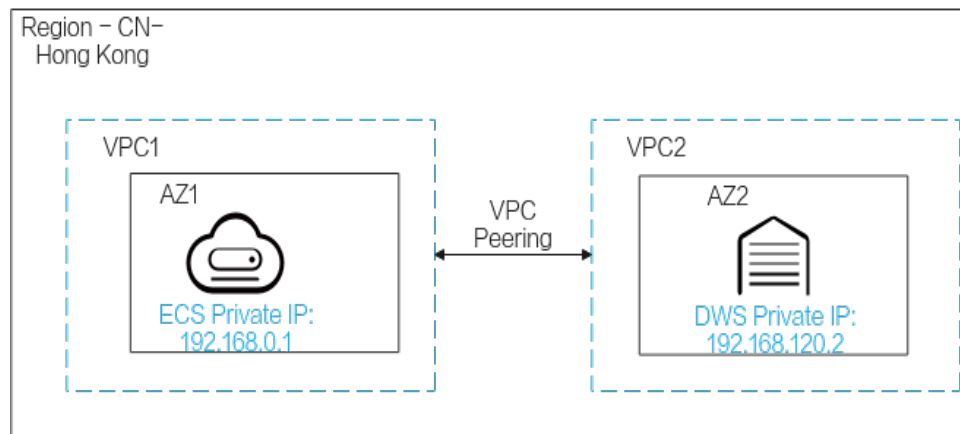 Region - CN-
Hong Kong
VPC1
AZ1
ECS Private IP:
192.168.0.1
VPC
Peering
VPC2
AZ2
DWS Private IP:
192.168.120.2